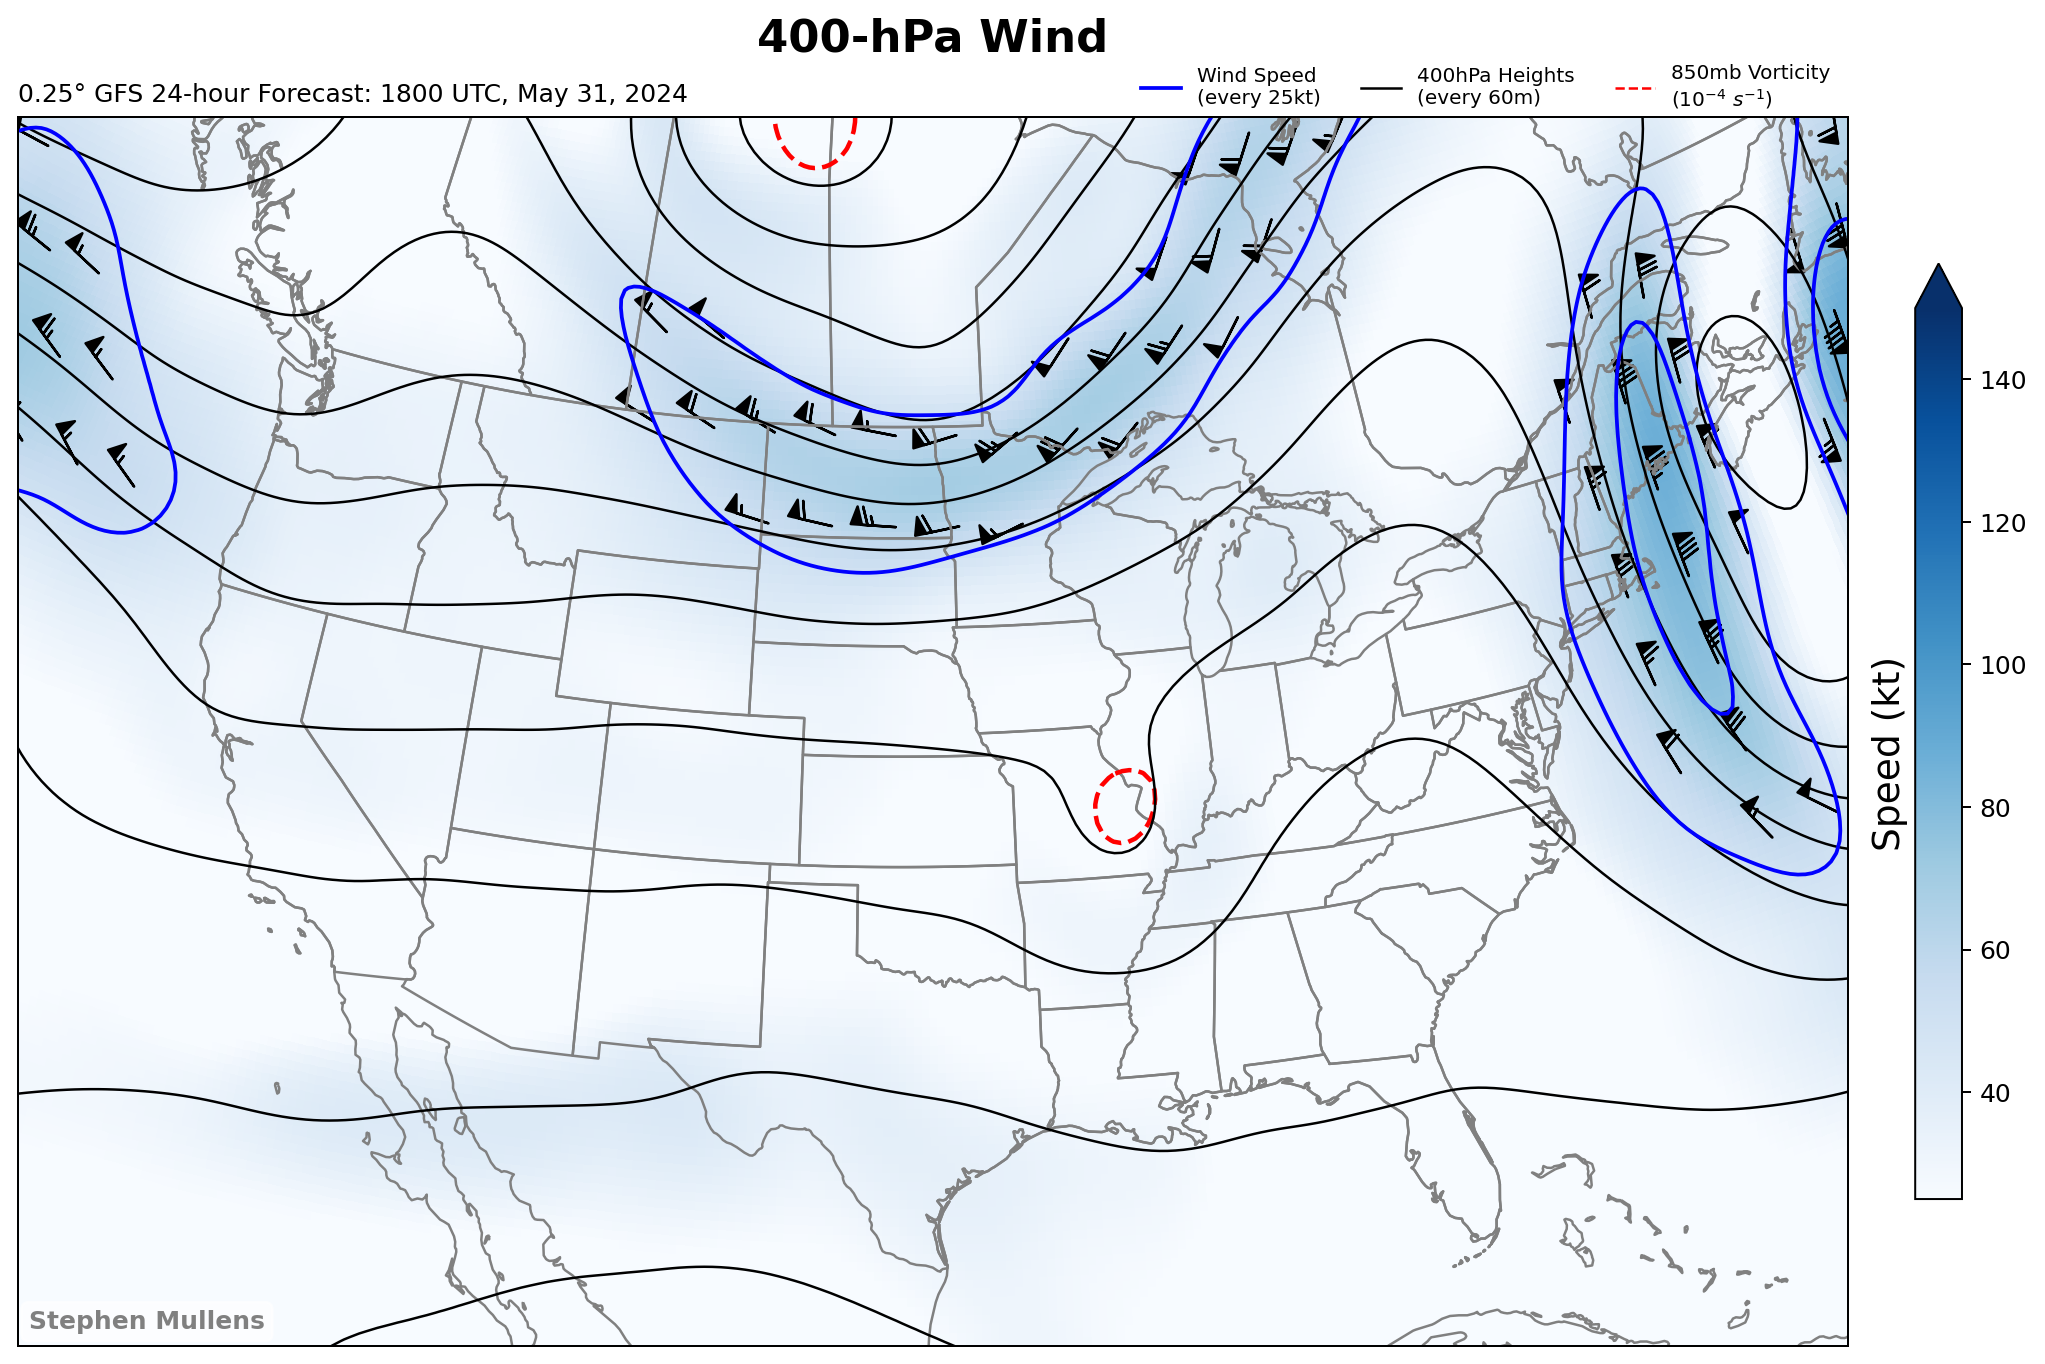 400-hPa Wind
0.25° GFS 24-hour Forecast: 1800 UTC, May 31, 2024
Wind Speed
(every 25kt)
400hPa Heights
(every 60m)
850mb Vorticity
(10⁻⁴ s⁻¹)
140
120
100
80
60
40
Speed (kt)
Stephen Mullens